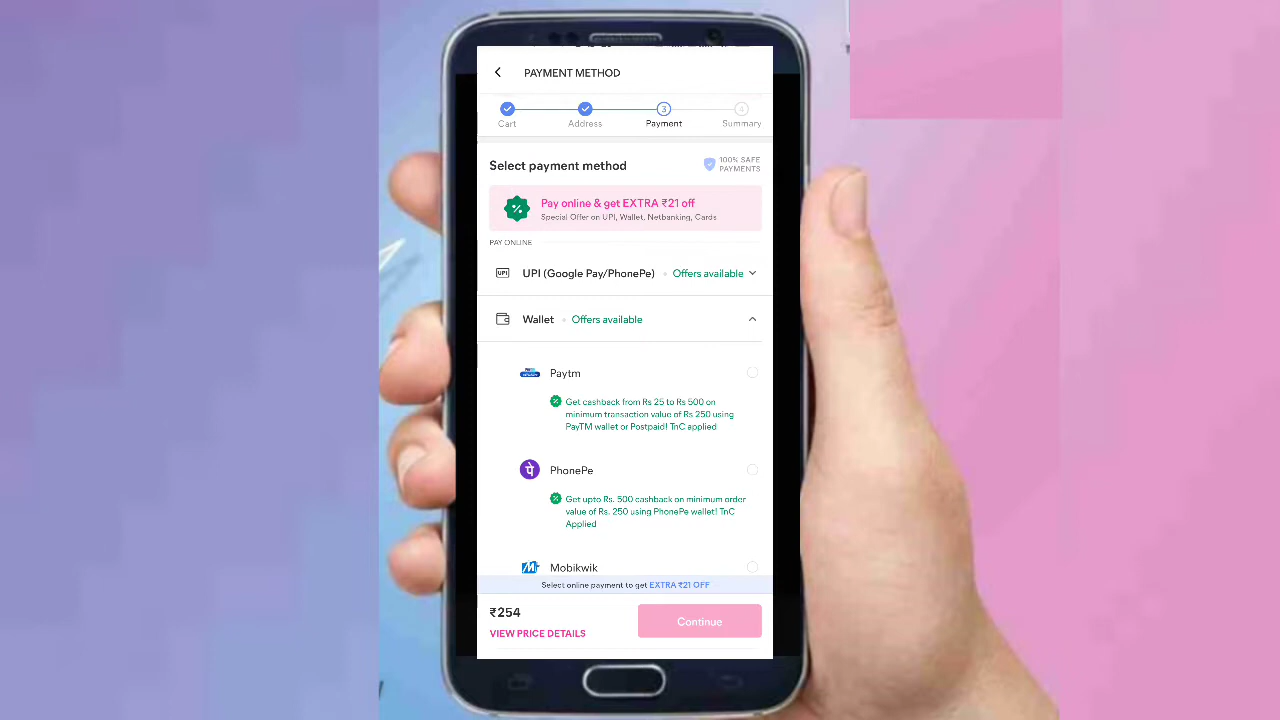 PAYMENT METHOD
3 4
Cart Address Payment Summary
Select payment method
100% SAFE
PAYMENTS
Pay online & get EXTRA ₹21 off
Special Offer on UPI, Wallet, Netbanking, Cards
PAY ONLINE
UPI UPI (Google Pay/PhonePe) • Offers available
Wallet • Offers available
Paytm
Get cashback from Rs 25 to Rs 500 on
minimum transaction value of Rs 250 using
PayTM wallet or Postpaid! TnC applied
पे PhonePe
Get upto Rs. 500 cashback on minimum order
value of Rs. 250 using PhonePe wallet! TnC
Applied
Mobikwik
Select online payment to get EXTRA ₹21 OFF
₹254
VIEW PRICE DETAILS
Continue